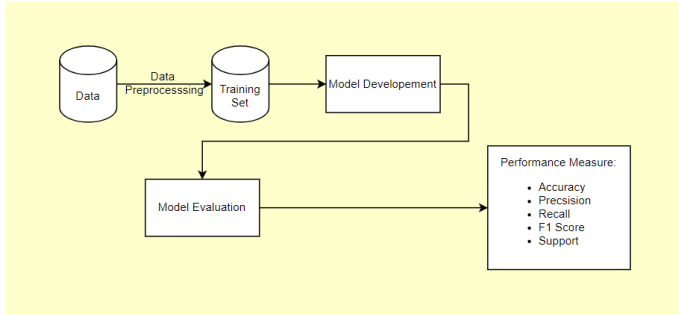 Data
Data
Preprocesssing
Training
Set
Model Developement
Model Evaluation
Performance Measure:
• Accuracy
• Precsision
• Recall
• F1 Score
• Support